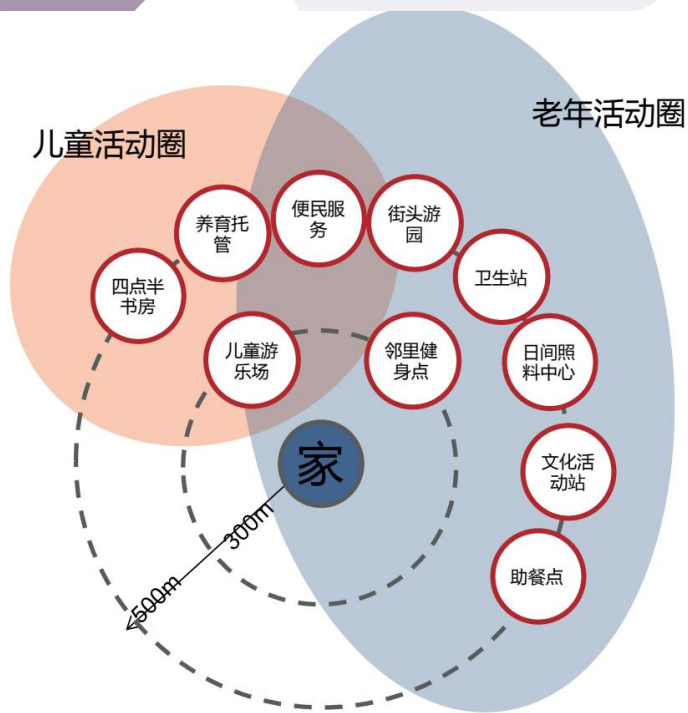 老年活动圈
儿童活动圈
便民服
务
街头游
园
养育托
管
卫生站
四点半
书房
儿童游
乐场
邻里健
身点
日间照
料中心
家
文化活
动站
300m
助餐点
500m